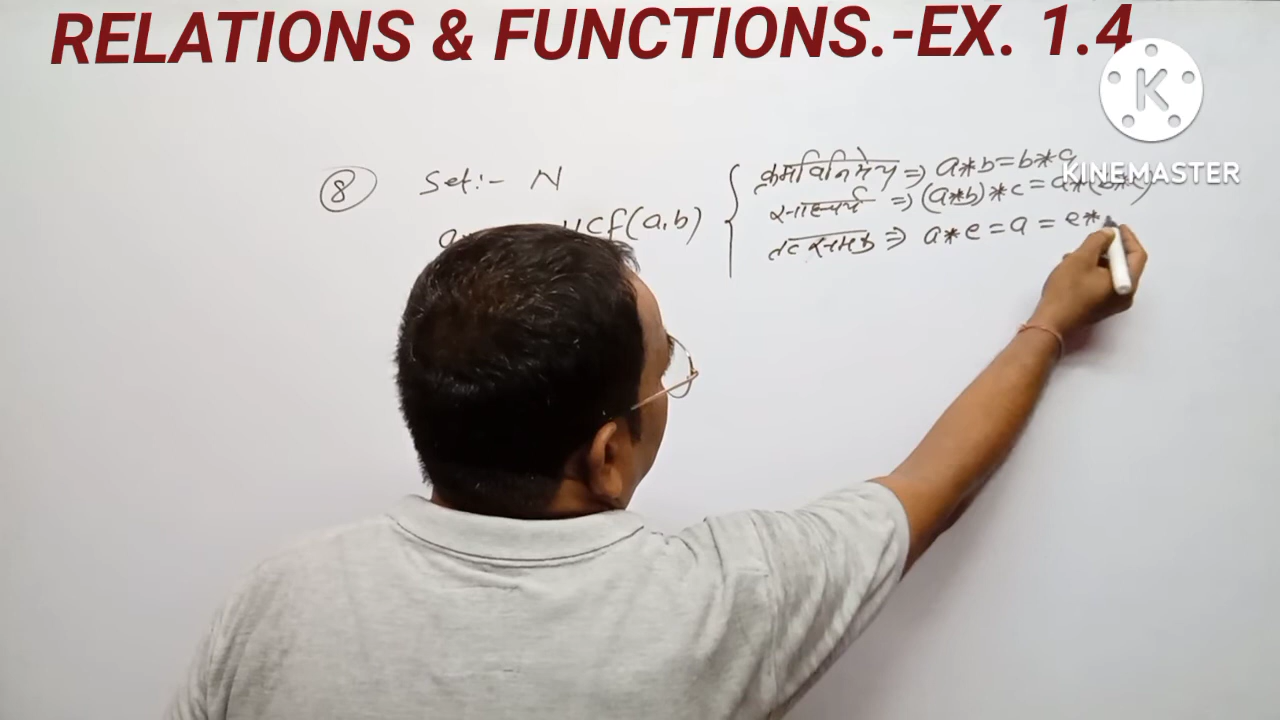 RELATIONS & FUNCTIONS.-EX. 1.4
K
KINEMASTER
⑧ Set:- N
HCF(a,b)
क्रमविनिमेय => a*b=b*a
साहचर्य => (a*b)*c=a*(b*c)
तत्समक => a*e=a=e*